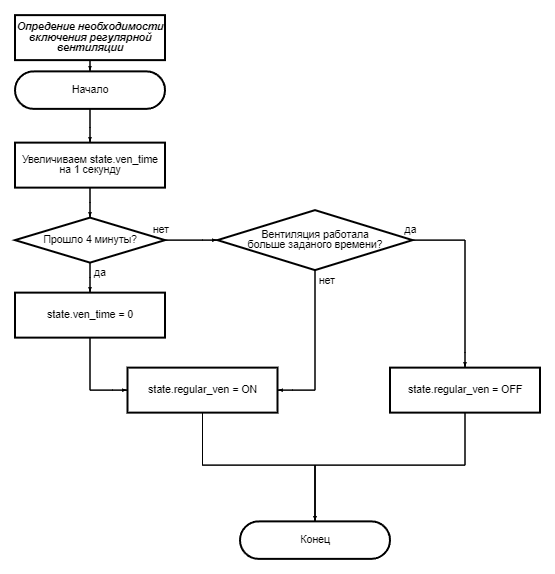 Опредение необходимости
включения регулярной
вентиляции
Начало
Увеличиваем state.ven_time
на 1 секунду
Прошло 4 минуты?
нет
Вентиляция работала
больше заданого времени?
да
да
нет
state.ven_time = 0
state.regular_ven = ON
state.regular_ven = OFF
Конец